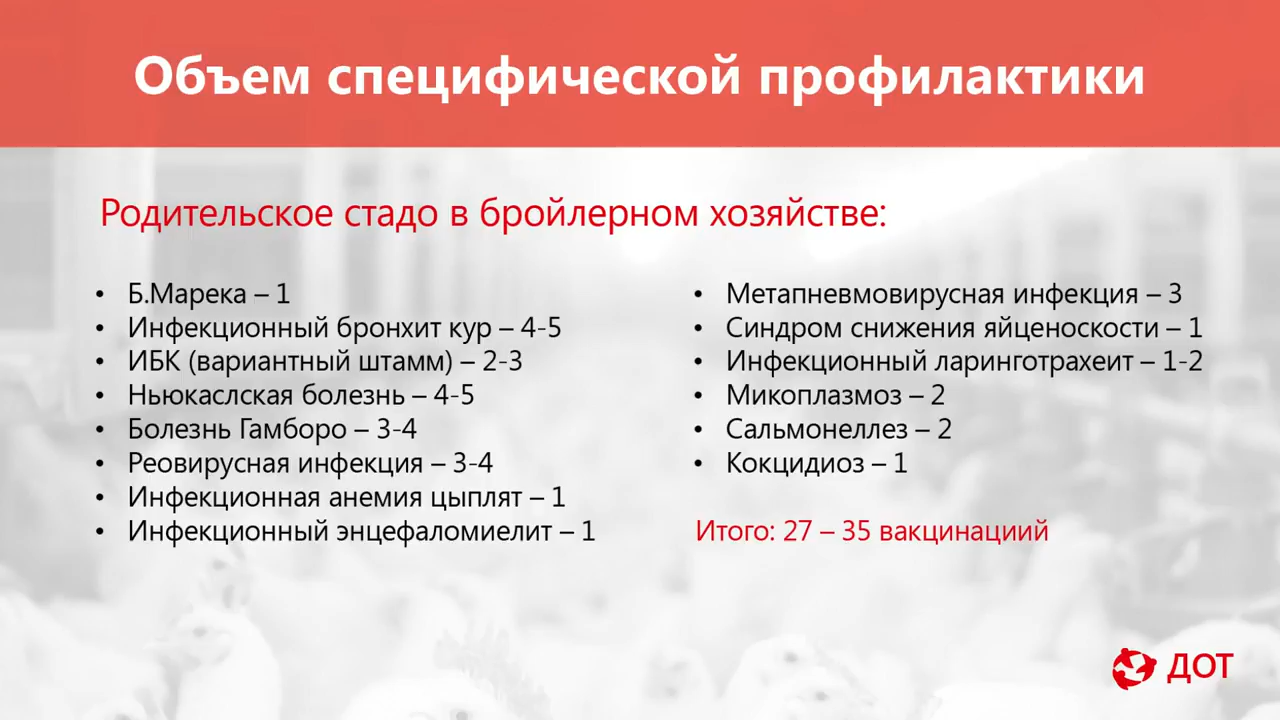 Объем специфической профилактики
Родительское стадо в бройлерном хозяйстве:
• Б.Марека – 1
• Инфекционный бронхит кур – 4-5
• ИБК (вариантный штамм) – 2-3
• Ньюкаслская болезнь – 4-5
• Болезнь Гамборо – 3-4
• Реовирусная инфекция – 3-4
• Инфекционная анемия цыплят – 1
• Инфекционный энцефаломиелит – 1
• Метапневмовирусная инфекция – 3
• Синдром снижения яйценоскости – 1
• Инфекционный ларинготрахеит – 1-2
• Микоплазмоз – 2
• Сальмонеллез – 2
• Кокцидиоз – 1
Итого: 27 – 35 вакцинациий
ДОТ